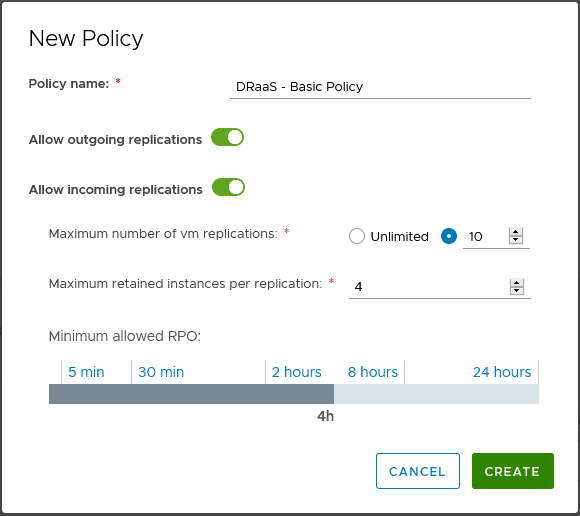 New Policy
Policy name: * DRaaS - Basic Policy
Allow outgoing replications
Allow incoming replications
Maximum number of vm replications: * Unlimited 10
Maximum retained instances per replication: * 4
Minimum allowed RPO:
5 min 30 min 2 hours 8 hours 24 hours
4h
CANCEL CREATE